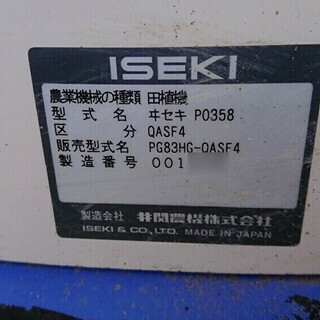 ISEKI
農業機械の種類 田植機
型式名 ヰセキ P0358
区分 QASF4
販売型式名 PG83HG-QASF4
製造番号 001
製造会社 井関農機株式会社
ISEKI & CO., LTD. MADE IN JAPAN